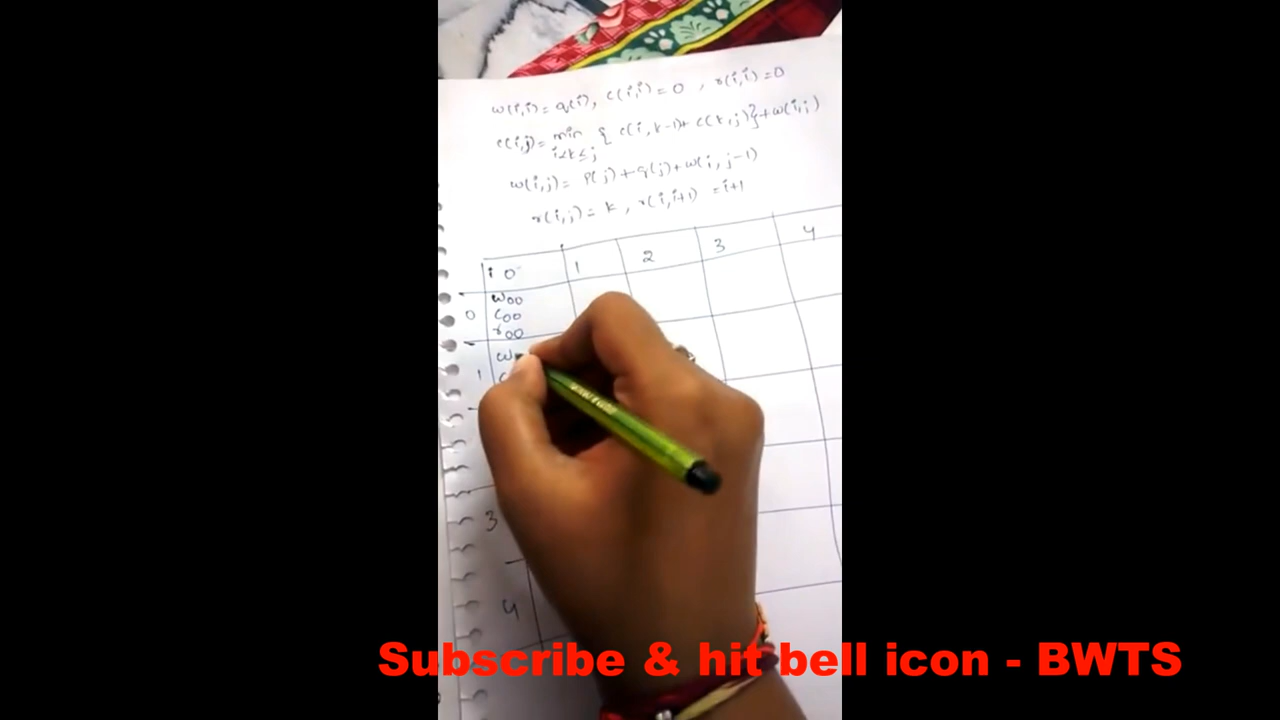 w(i,i) = q(i), c(i,i) = 0 , r(i,i) = 0
c(i,j) = min { c(i, k-1) + c(k,j)} + w(i,j)
i<k≤j
w(i,j) = P(j) + q(j) + w(i, j-1)
r(i,j) = k , r(i,i+1) = i+1
i 0 1 2 3 4
0 w00
c00
r00
1 w
c
3
4
Subscribe & hit bell icon - BWTS